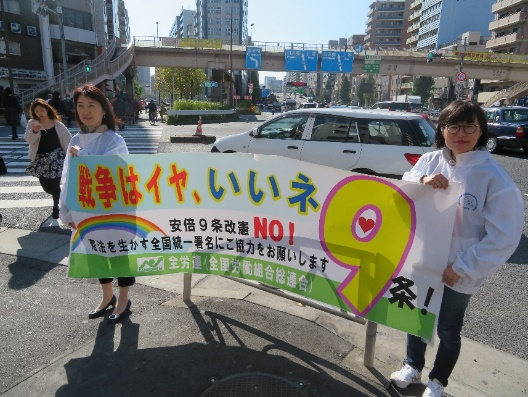 戦争はイヤ、いいネ
9条!
安倍9条改憲NO!
憲法を生かす全国統一署名にご協力をお願いします
全労連(全国労働組合総連合)